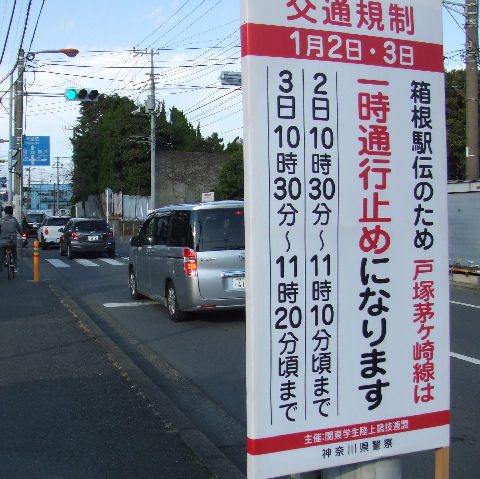 交通規制
1月2日・3日
箱根駅伝のため 戸塚茅ケ崎線は
一時通行止めになります
2日 10時30分～11時10分頃まで
3日 10時30分～11時20分頃まで
主催：関東学生陸上競技連盟
神奈川県警察